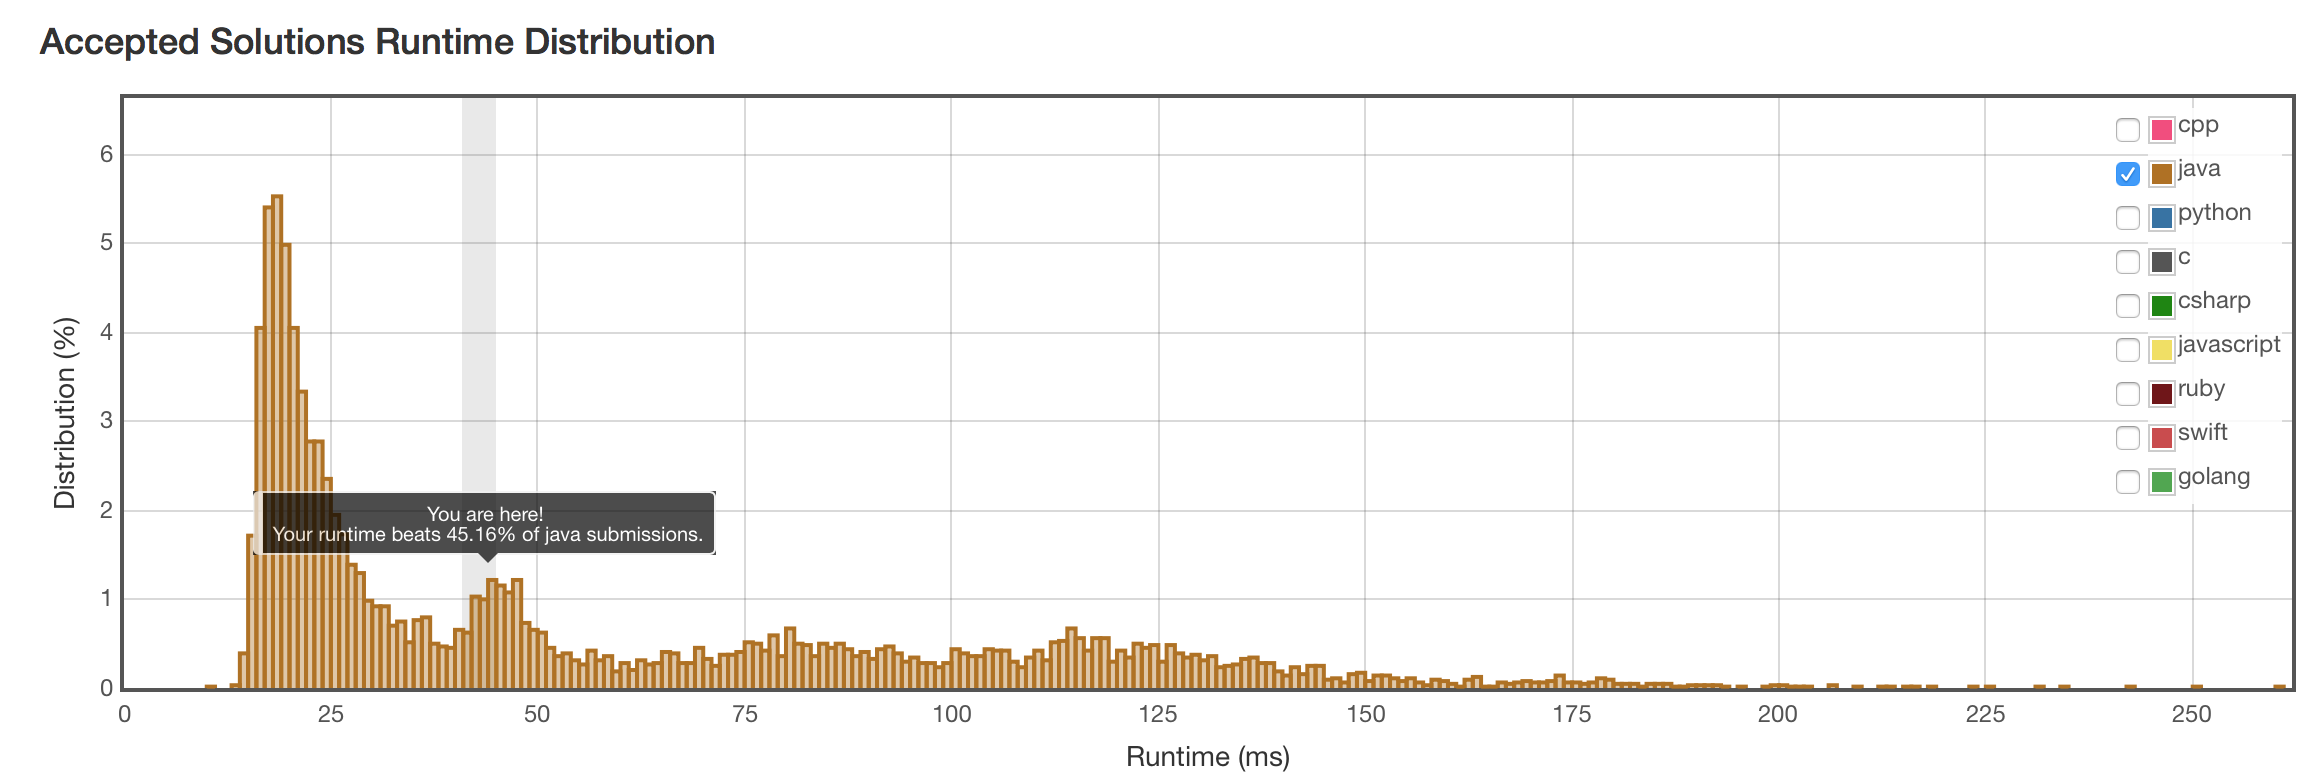 Accepted Solutions Runtime Distribution
Distribution (%)
6
5
4
3
2
1
0
You are here!
Your runtime beats 45.16% of java submissions.
cpp
java
python
c
csharp
javascript
ruby
swift
golang
0 25 50 75 100 125 150 175 200 225 250
Runtime (ms)